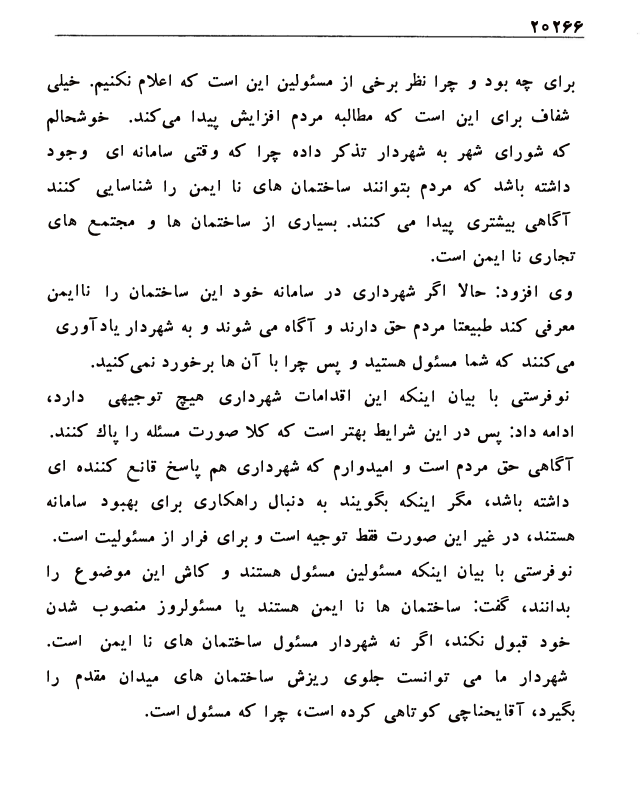 ۲۰۲۶۶
برای چه بود و چرا نظر برخی از مسئولین این است که اعلام نکنیم. خیلی
شفاف برای این است که مطالبه مردم افزایش پیدا می‌کند. خوشحالم
که شورای شهر به شهردار تذکر داده چرا که وقتی سامانه ای وجود
داشته باشد که مردم بتوانند ساختمان های نا ایمن را شناسایی کنند
آگاهی بیشتری پیدا می کنند. بسیاری از ساختمان ها و مجتمع های
تجاری نا ایمن است.
وی افزود: حالا اگر شهرداری در سامانه خود این ساختمان را ناایمن
معرفی کند طبیعتا مردم حق دارند و آگاه می شوند و به شهردار یادآوری
می‌کنند که شما مسئول هستید و پس چرا با آن ها برخورد نمی‌کنید.
نوفرستی با بیان اینکه این اقدامات شهرداری هیچ توجیهی دارد،
ادامه داد: پس در این شرایط بهتر است که کلا صورت مسئله را پاك کنند.
آگاهی حق مردم است و امیدوارم که شهرداری هم پاسخ قانع کننده ای
داشته باشد، مگر اینکه بگویند به دنبال راهکاری برای بهبود سامانه
هستند، در غیر این صورت فقط توجیه است و برای فرار از مسئولیت است.
نوفرستی با بیان اینکه مسئولین مسئول هستند و کاش این موضوع را
بدانند، گفت: ساختمان ها نا ایمن هستند یا مسئولروز منصوب شدن
خود قبول نکند، اگر نه شهردار مسئول ساختمان های نا ایمن است.
شهردار ما می توانست جلوی ریزش ساختمان های میدان مقدم را
بگیرد، آقایحناچی کوتاهی کرده است، چرا که مسئول است.